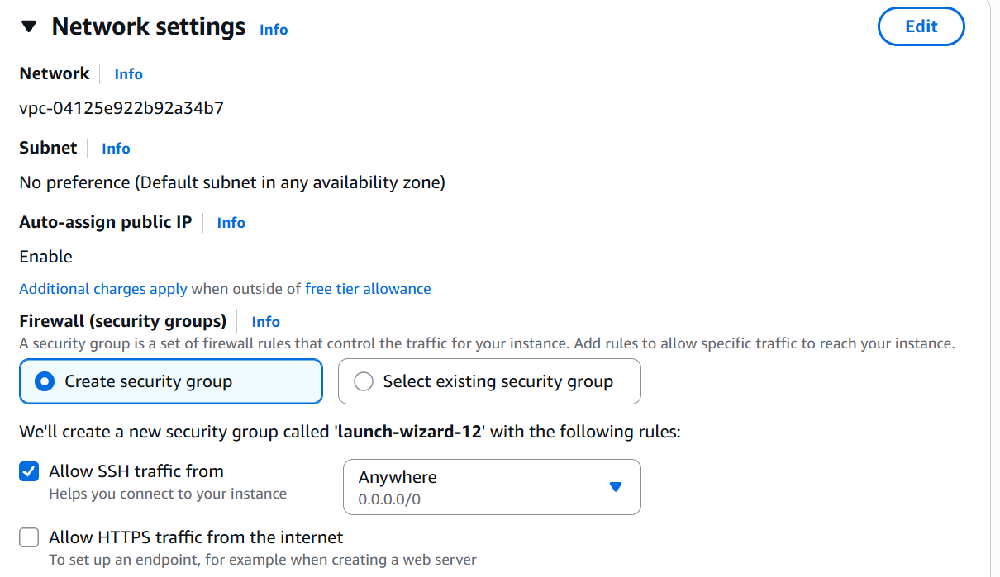 Network settings Info Edit
Network Info
vpc-04125e922b92a34b7
Subnet Info
No preference (Default subnet in any availability zone)
Auto-assign public IP Info
Enable
Additional charges apply when outside of free tier allowance
Firewall (security groups) Info
A security group is a set of firewall rules that control the traffic for your instance. Add rules to allow specific traffic to reach your instance.
Create security group Select existing security group
We'll create a new security group called 'launch-wizard-12' with the following rules:
Allow SSH traffic from Anywhere
Helps you connect to your instance 0.0.0.0/0
Allow HTTPS traffic from the internet
To set up an endpoint, for example when creating a web server